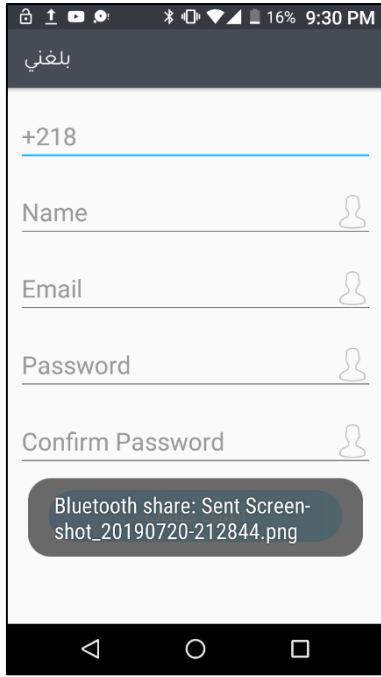 16% 9:30 PM
بلغني
+218
Name
Email
Password
Confirm Password
Bluetooth share: Sent Screen-
shot_20190720-212844.png